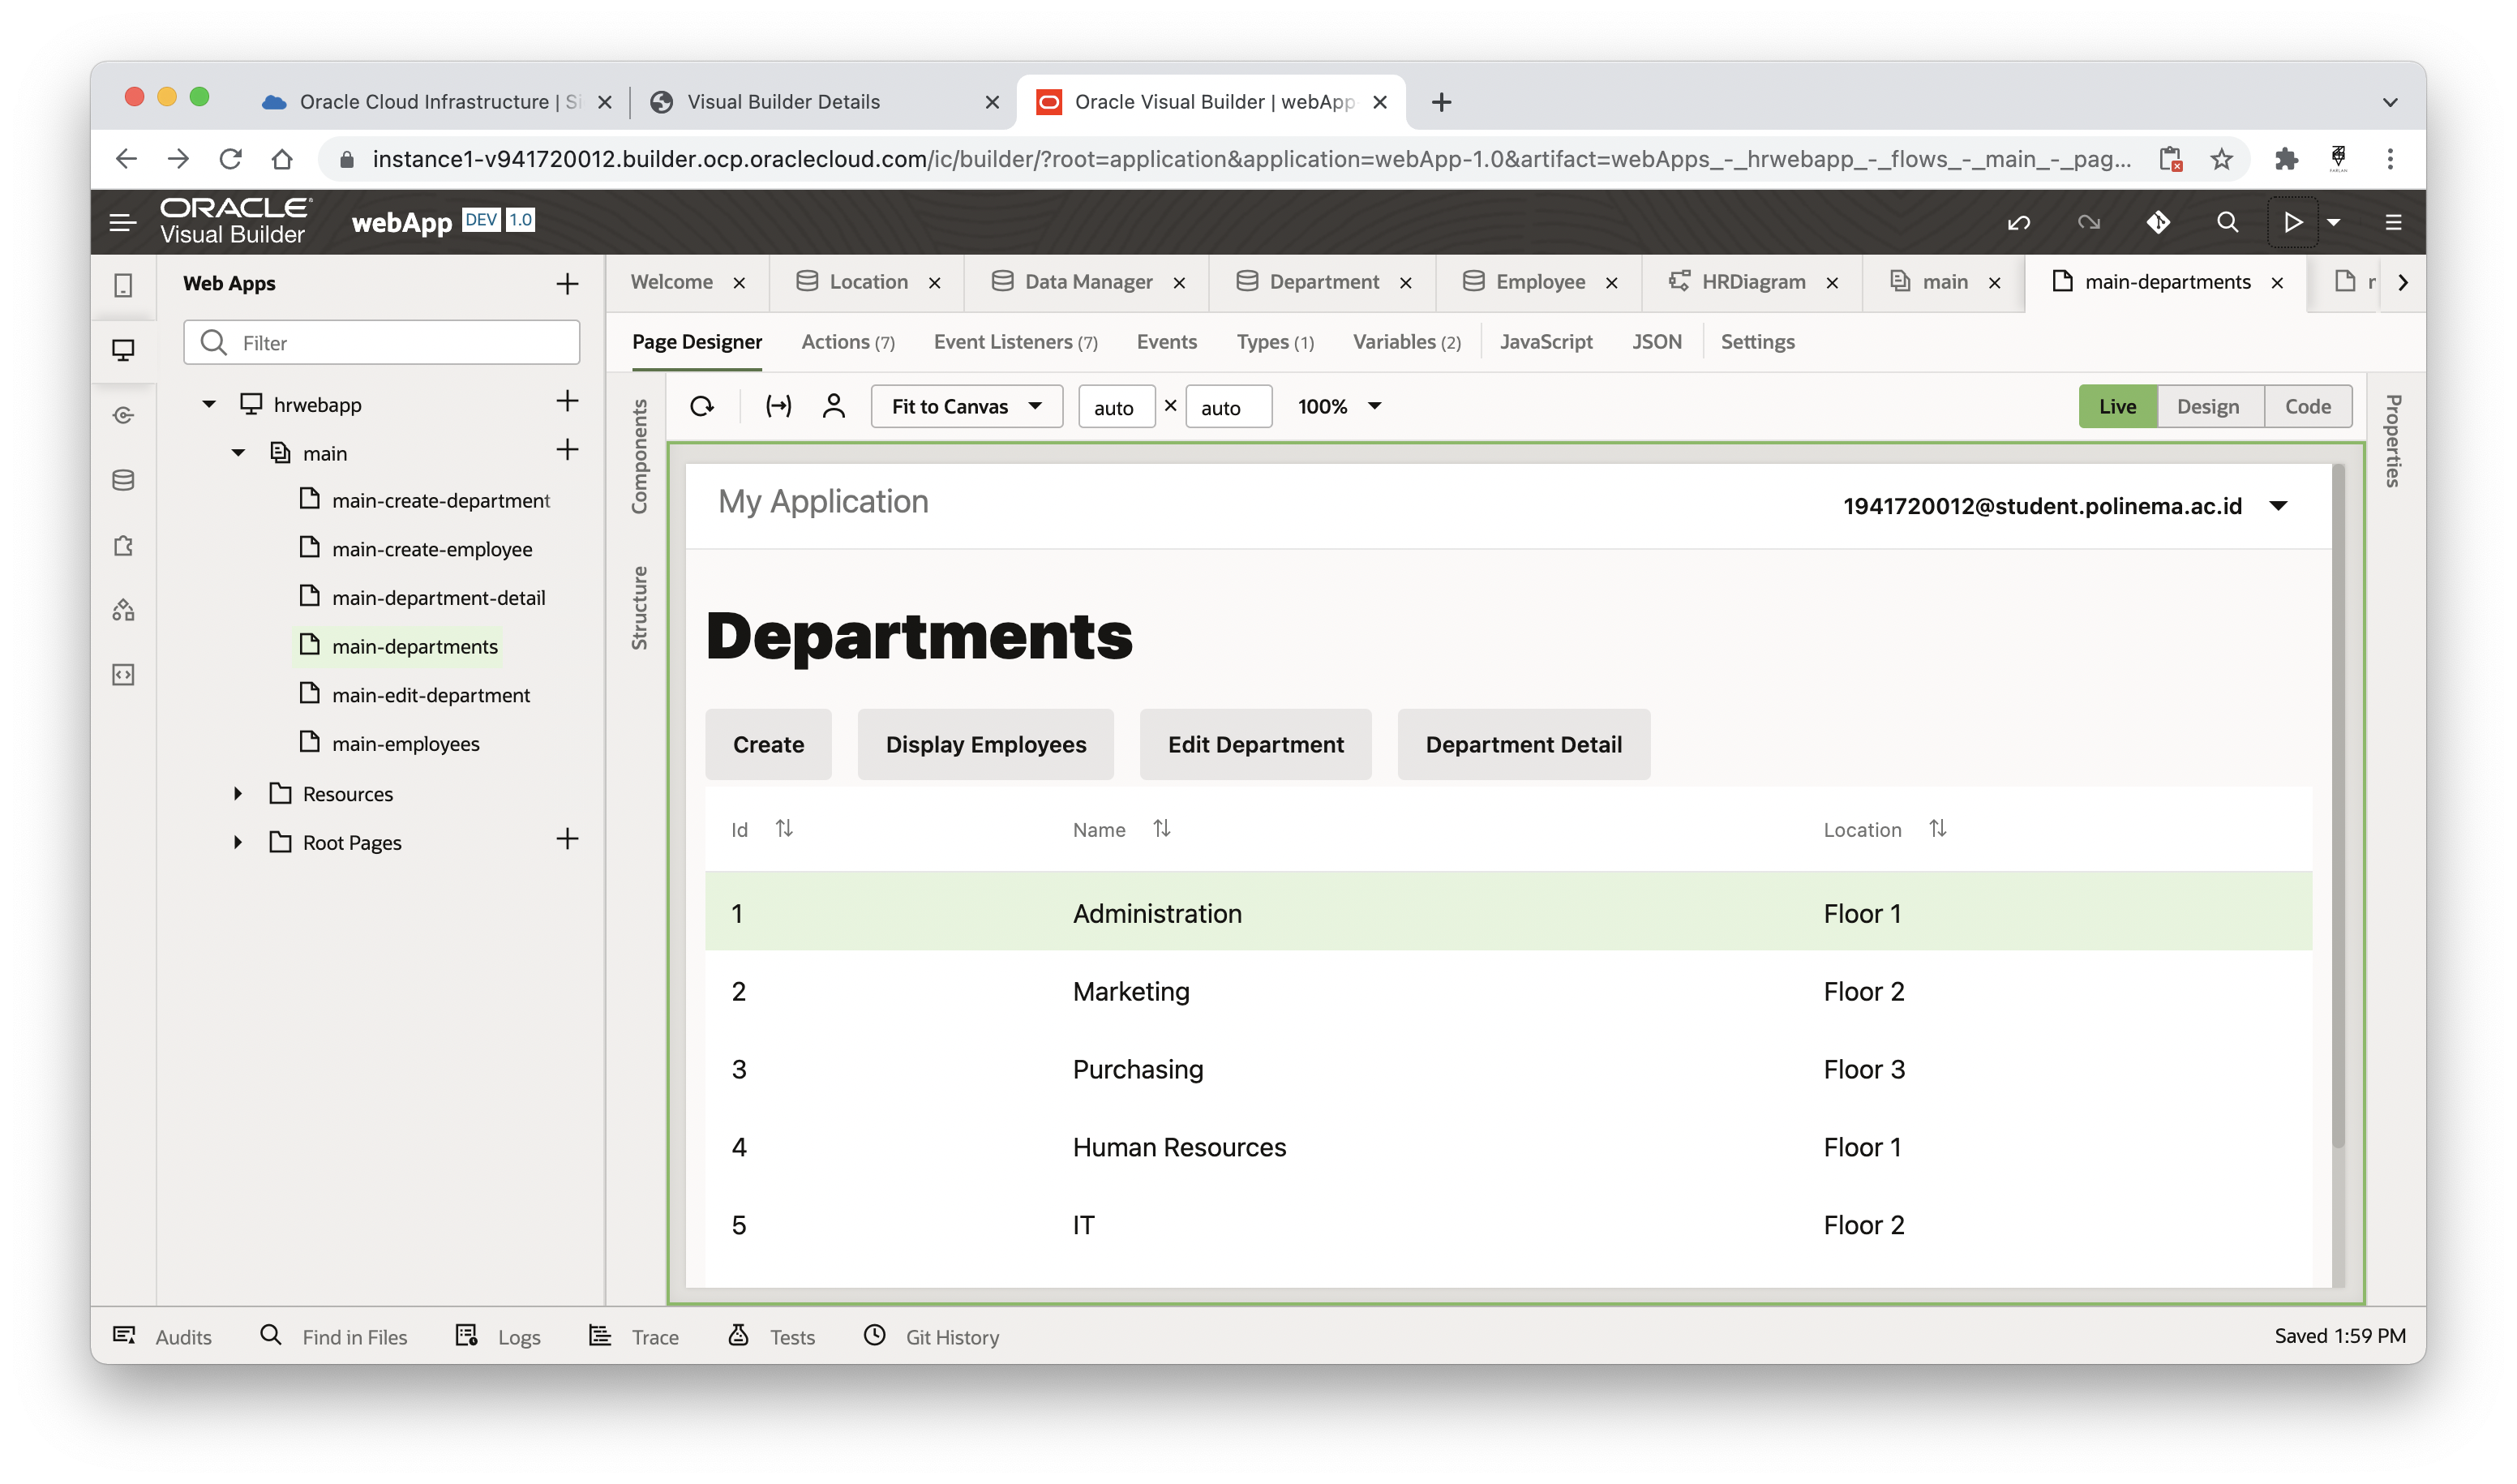 Oracle Cloud Infrastructure | Si
Visual Builder Details
Oracle Visual Builder | webApp
instance1-v941720012.builder.ocp.oraclecloud.com/ic/builder/?root=application&application=webApp-1.0&artifact=webApps_-_hrwebapp_-_flows_-_main_-_pag...
ORACLE
Visual Builder
webApp DEV 1.0
Web Apps
Filter
hrwebapp
main
main-create-department
main-create-employee
main-department-detail
main-departments
main-edit-department
main-employees
Resources
Root Pages
Welcome
Location
Data Manager
Department
Employee
HRDiagram
main
main-departments
Page Designer
Actions (7)
Event Listeners (7)
Events
Types (1)
Variables (2)
JavaScript
JSON
Settings
Components
Structure
Fit to Canvas
auto × auto
100%
Live
Design
Code
Properties
My Application
1941720012@student.polinema.ac.id
Departments
Create
Display Employees
Edit Department
Department Detail
Id Name Location
1 Administration Floor 1
2 Marketing Floor 2
3 Purchasing Floor 3
4 Human Resources Floor 1
5 IT Floor 2
Audits
Find in Files
Logs
Trace
Tests
Git History
Saved 1:59 PM